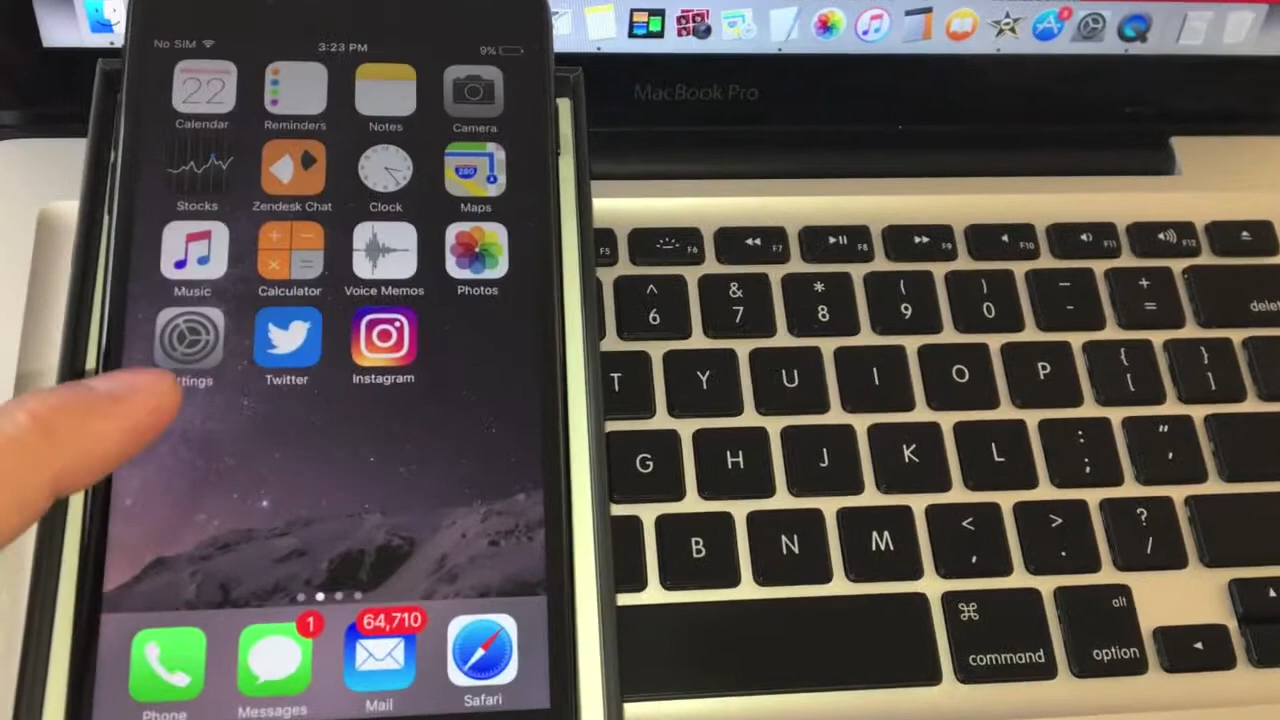 No SIM 3:23 PM 9%
22
Calendar Reminders Notes Camera
280
Stocks Zendesk Chat Clock Maps
Music Calculator Voice Memos Photos
ttings Twitter Instagram
1 64,710
Phone Messages Mail Safari
MacBook Pro
F5 F6 F7 F8 F9 F10 F11 F12
^ & * ( ) – +
6 7 8 9 0 - = delet
T Y U I O P { }
[ ]
G H J K L : "
; '
B N M < > ?
, . /
⌘ alt
command option